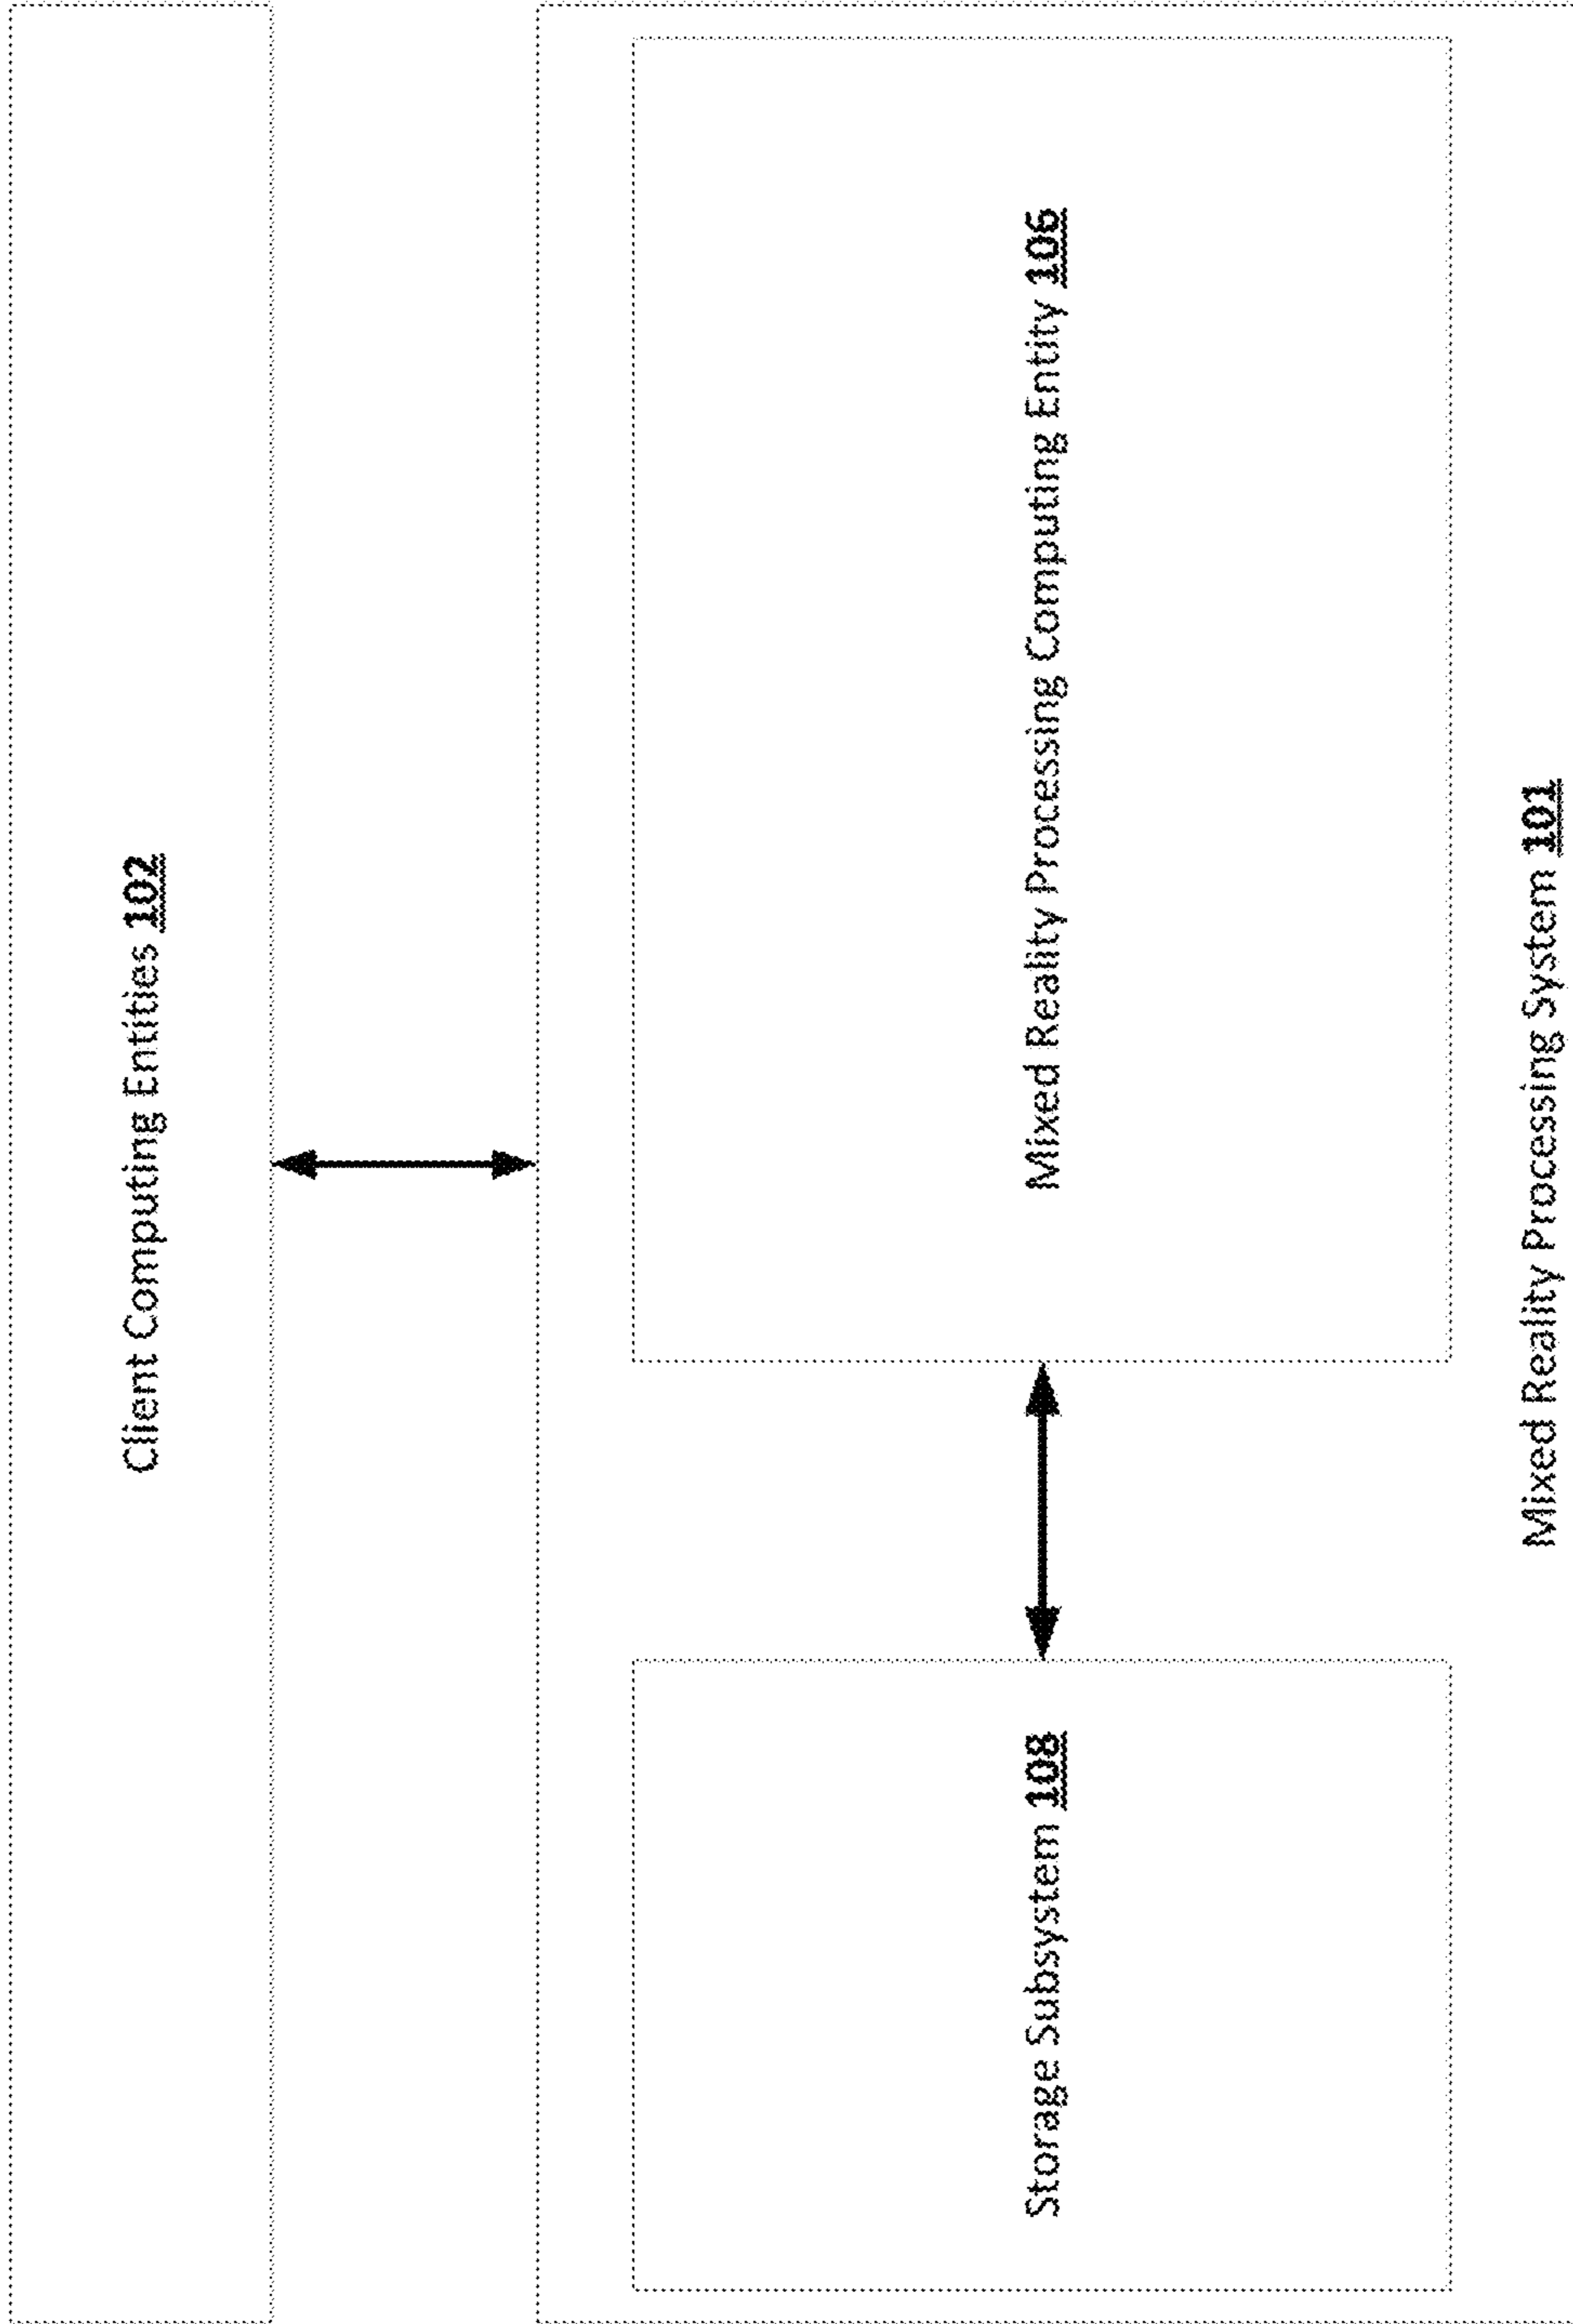 Client Computing Entities 102
Storage Subsystem 108
Mixed Reality Processing Computing Entity 106
Mixed Reality Processing System 101